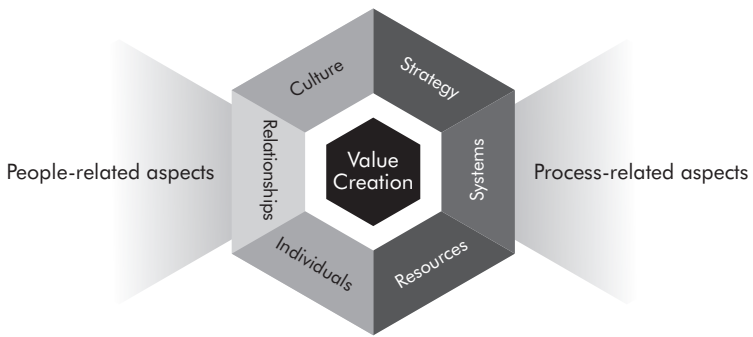 Culture
Strategy
Relationships
Systems
People-related aspects
Value
Creation
Process-related aspects
Individuals
Resources